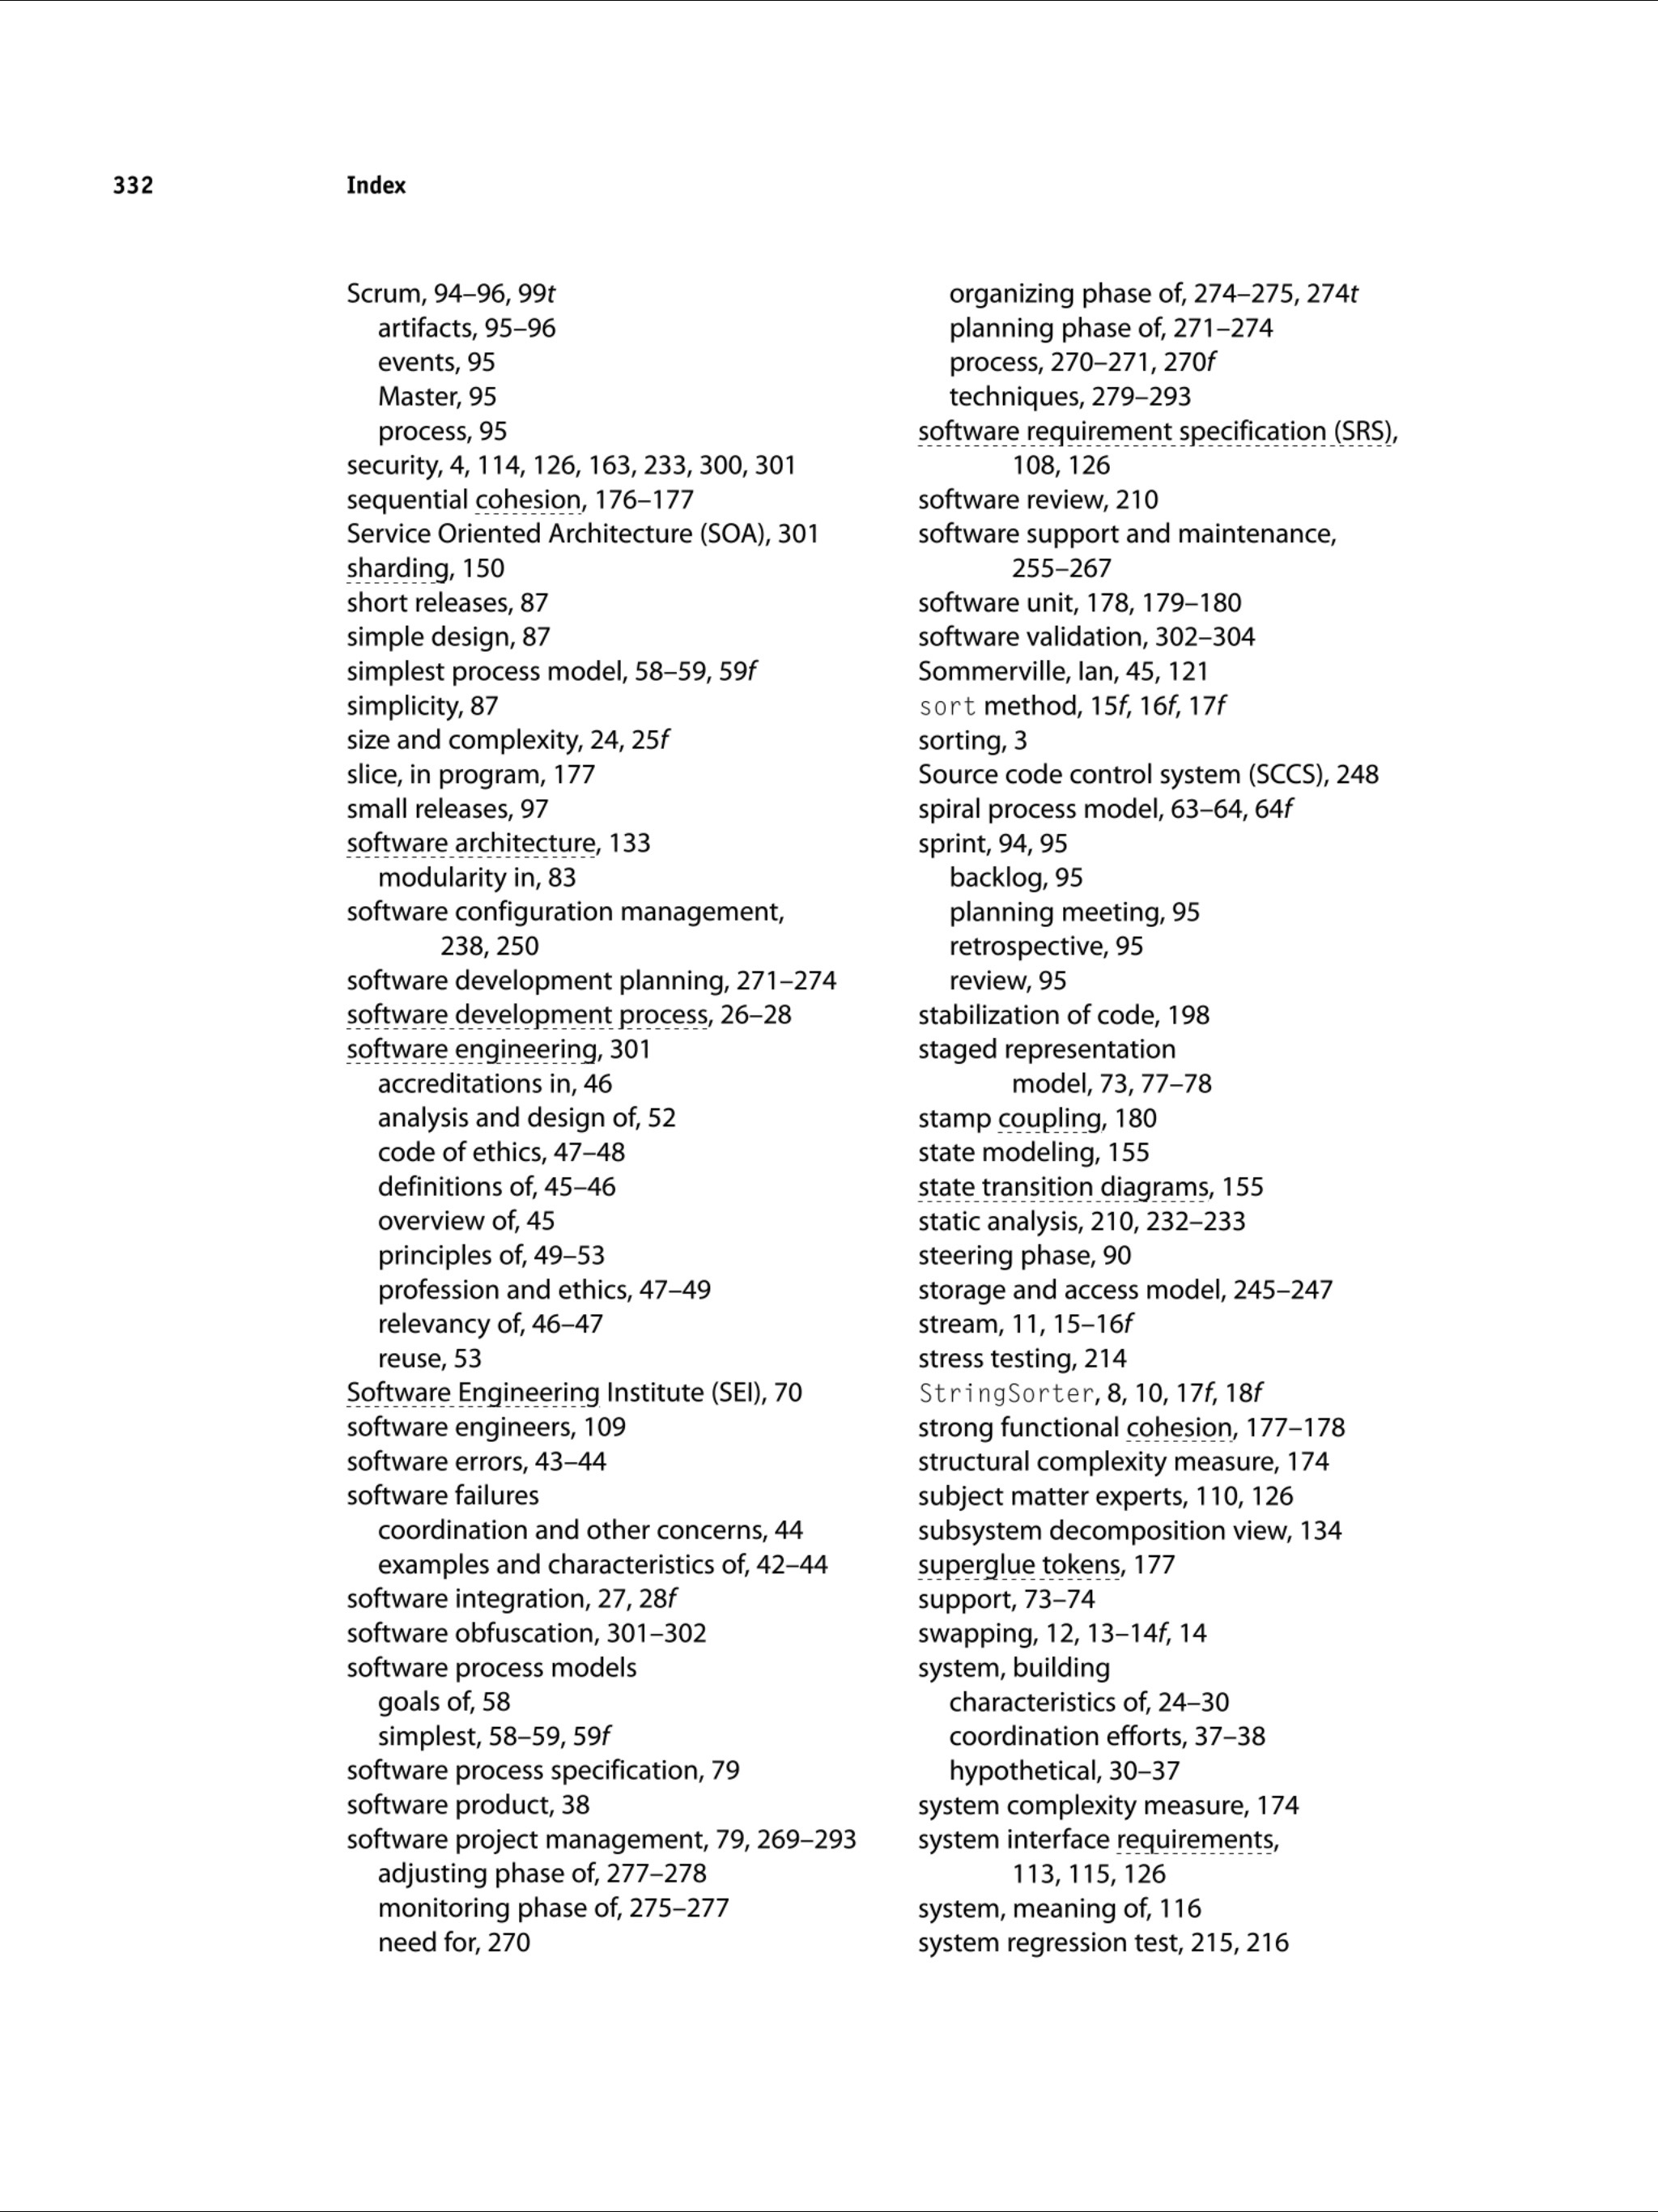 332
Index
Scrum, 94–96, 99t
artifacts, 95–96
events, 95
Master, 95
process, 95
security, 4, 114, 126, 163, 233, 300, 301
sequential cohesion, 176–177
Service Oriented Architecture (SOA), 301
sharding, 150
short releases, 87
simple design, 87
simplest process model, 58–59, 59f
simplicity, 87
size and complexity, 24, 25f
slice, in program, 177
small releases, 97
software architecture, 133
modularity in, 83
software configuration management,
238, 250
software development planning, 271–274
software development process, 26–28
software engineering, 301
accreditations in, 46
analysis and design of, 52
code of ethics, 47–48
definitions of, 45–46
overview of, 45
principles of, 49–53
profession and ethics, 47–49
relevancy of, 46–47
reuse, 53
Software Engineering Institute (SEI), 70
software engineers, 109
software errors, 43–44
software failures
coordination and other concerns, 44
examples and characteristics of, 42–44
software integration, 27, 28f
software obfuscation, 301–302
software process models
goals of, 58
simplest, 58–59, 59f
software process specification, 79
software product, 38
software project management, 79, 269–293
adjusting phase of, 277–278
monitoring phase of, 275–277
need for, 270
organizing phase of, 274–275, 274t
planning phase of, 271–274
process, 270–271, 270f
techniques, 279–293
software requirement specification (SRS),
108, 126
software review, 210
software support and maintenance,
255–267
software unit, 178, 179–180
software validation, 302–304
Sommerville, Ian, 45, 121
sort method, 15f, 16f, 17f
sorting, 3
Source code control system (SCCS), 248
spiral process model, 63–64, 64f
sprint, 94, 95
backlog, 95
planning meeting, 95
retrospective, 95
review, 95
stabilization of code, 198
staged representation
model, 73, 77–78
stamp coupling, 180
state modeling, 155
state transition diagrams, 155
static analysis, 210, 232–233
steering phase, 90
storage and access model, 245–247
stream, 11, 15–16f
stress testing, 214
StringSorter, 8, 10, 17f, 18f
strong functional cohesion, 177–178
structural complexity measure, 174
subject matter experts, 110, 126
subsystem decomposition view, 134
superglue tokens, 177
support, 73–74
swapping, 12, 13–14f, 14
system, building
characteristics of, 24–30
coordination efforts, 37–38
hypothetical, 30–37
system complexity measure, 174
system interface requirements,
113, 115, 126
system, meaning of, 116
system regression test, 215, 216